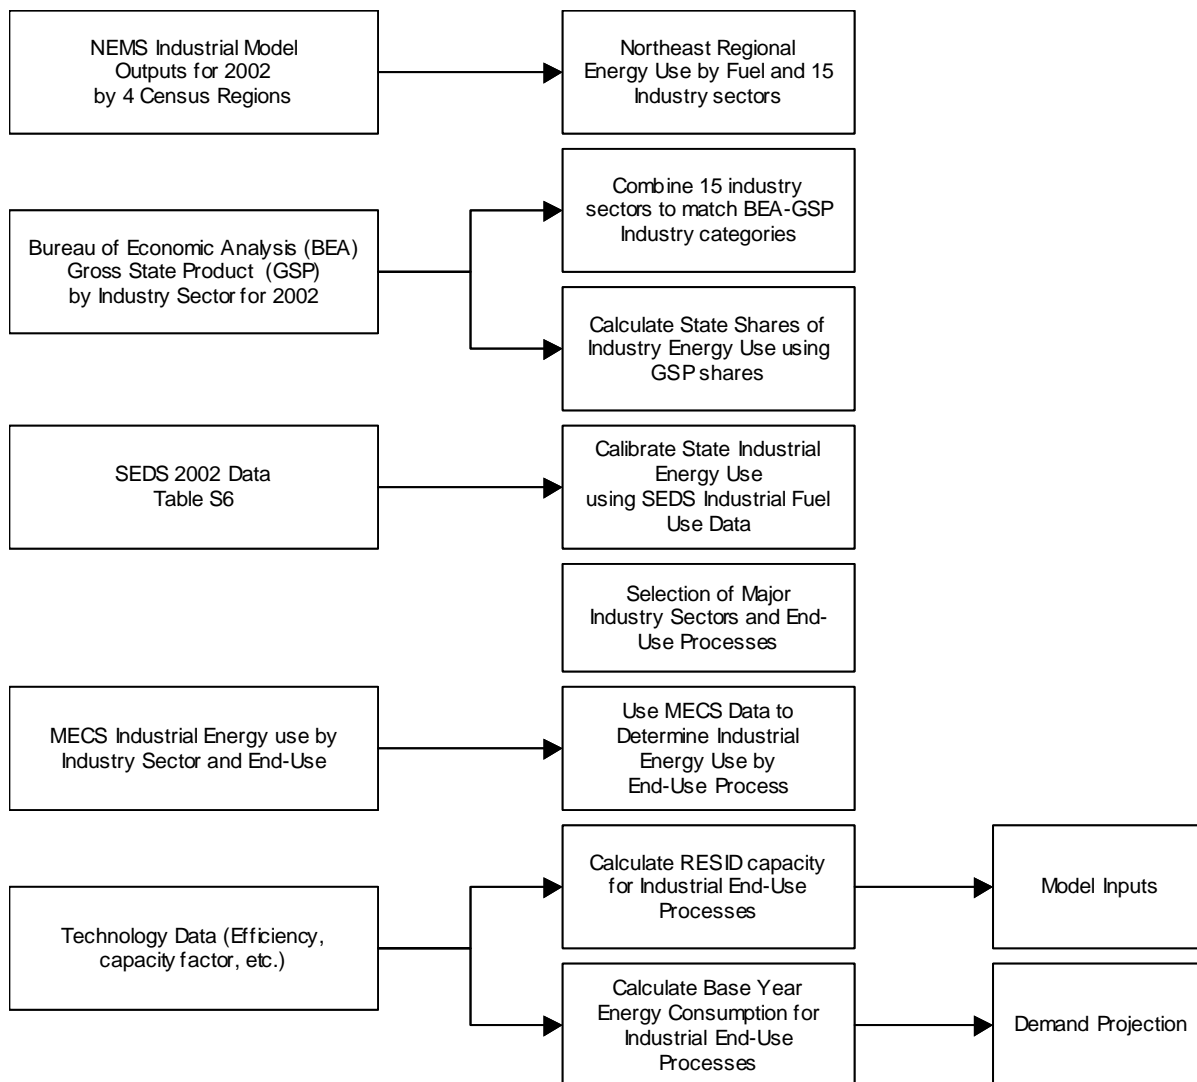 NEMS Industrial Model
Outputs for 2002
by 4 Census Regions
Northeast Regional
Energy Use by Fuel and 15
Industry sectors
Combine 15 industry
sectors to match BEA-GSP
Industry categories
Bureau of Economic Analysis (BEA)
Gross State Product (GSP)
by Industry Sector for 2002
Calculate State Shares of
Industry Energy Use using
GSP shares
SEDS 2002 Data
Table S6
Calibrate State Industrial
Energy Use
using SEDS Industrial Fuel
Use Data
Selection of Major
Industry Sectors and End-
Use Processes
MECS Industrial Energy use by
Industry Sector and End-Use
Use MECS Data to
Determine Industrial
Energy Use by
End-Use Process
Calculate RESID capacity
for Industrial End-Use
Processes
Model Inputs
Technology Data (Efficiency,
capacity factor, etc.)
Calculate Base Year
Energy Consumption for
Industrial End-Use
Processes
Demand Projection